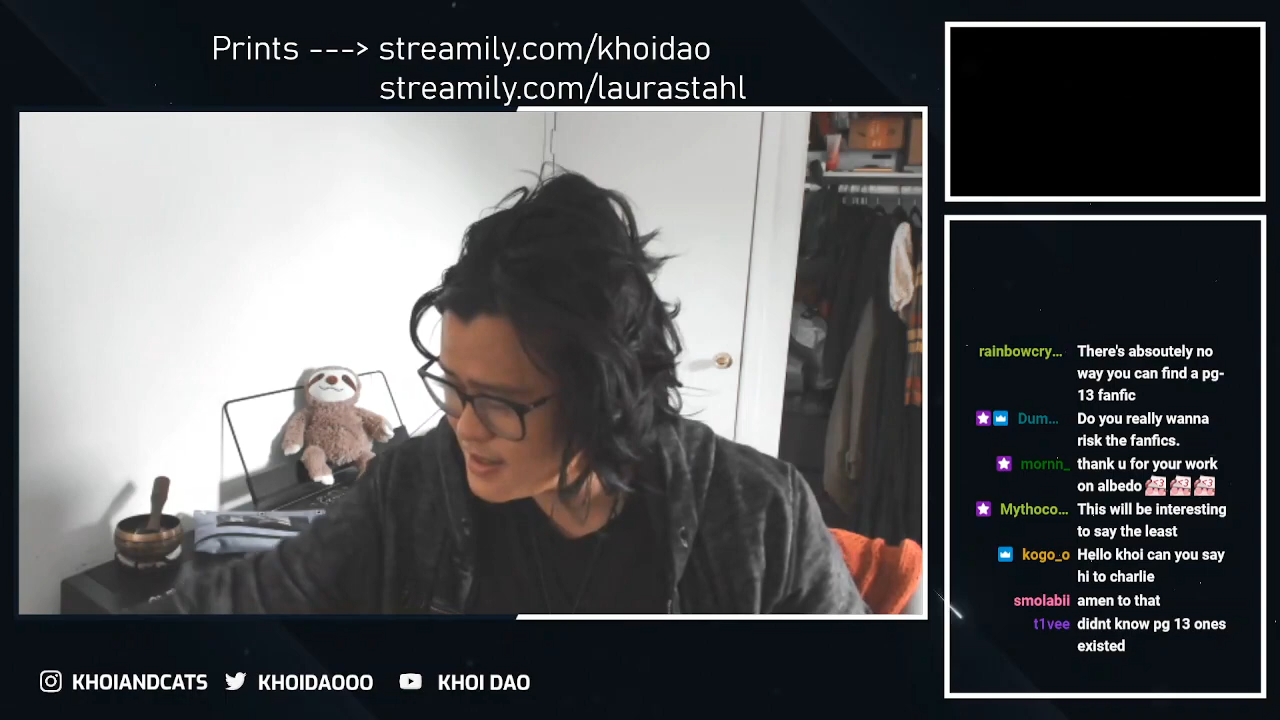 Prints ---> streamily.com/khoidao
streamily.com/laurastahl
rainbowcry... There's absoutely no
way you can find a pg-
13 fanfic
Dum... Do you really wanna
risk the fanfics.
mornn_ thank u for your work
on albedo
Mythoco... This will be interesting
to say the least
kogo_o Hello khoi can you say
hi to charlie
smolabii amen to that
t1vee didnt know pg 13 ones
existed
KHOIANDCATS KHOIDAOOO KHOI DAO